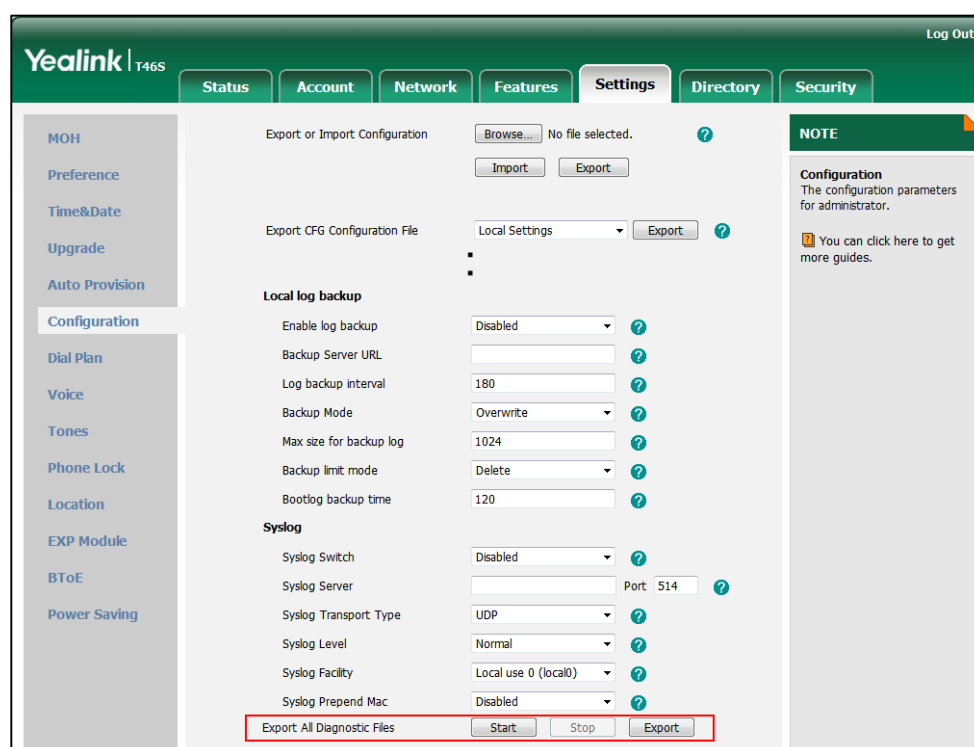 Log Out
Yealink T46S
Status Account Network Features Settings Directory Security
MOH
Preference
Time&Date
Upgrade
Auto Provision
Configuration
Dial Plan
Voice
Tones
Phone Lock
Location
EXP Module
BToE
Power Saving
Export or Import Configuration Browse... No file selected. ?
Import Export
Export CFG Configuration File Local Settings Export ?
Local log backup
Enable log backup Disabled ?
Backup Server URL ?
Log backup interval 180 ?
Backup Mode Overwrite ?
Max size for backup log 1024 ?
Backup limit mode Delete ?
Bootlog backup time 120 ?
Syslog
Syslog Switch Disabled ?
Syslog Server Port 514 ?
Syslog Transport Type UDP ?
Syslog Level Normal ?
Syslog Facility Local use 0 (local0) ?
Syslog Prepend Mac Disabled ?
Export All Diagnostic Files Start Stop Export
NOTE
Configuration
The configuration parameters
for administrator.
? You can click here to get
more guides.